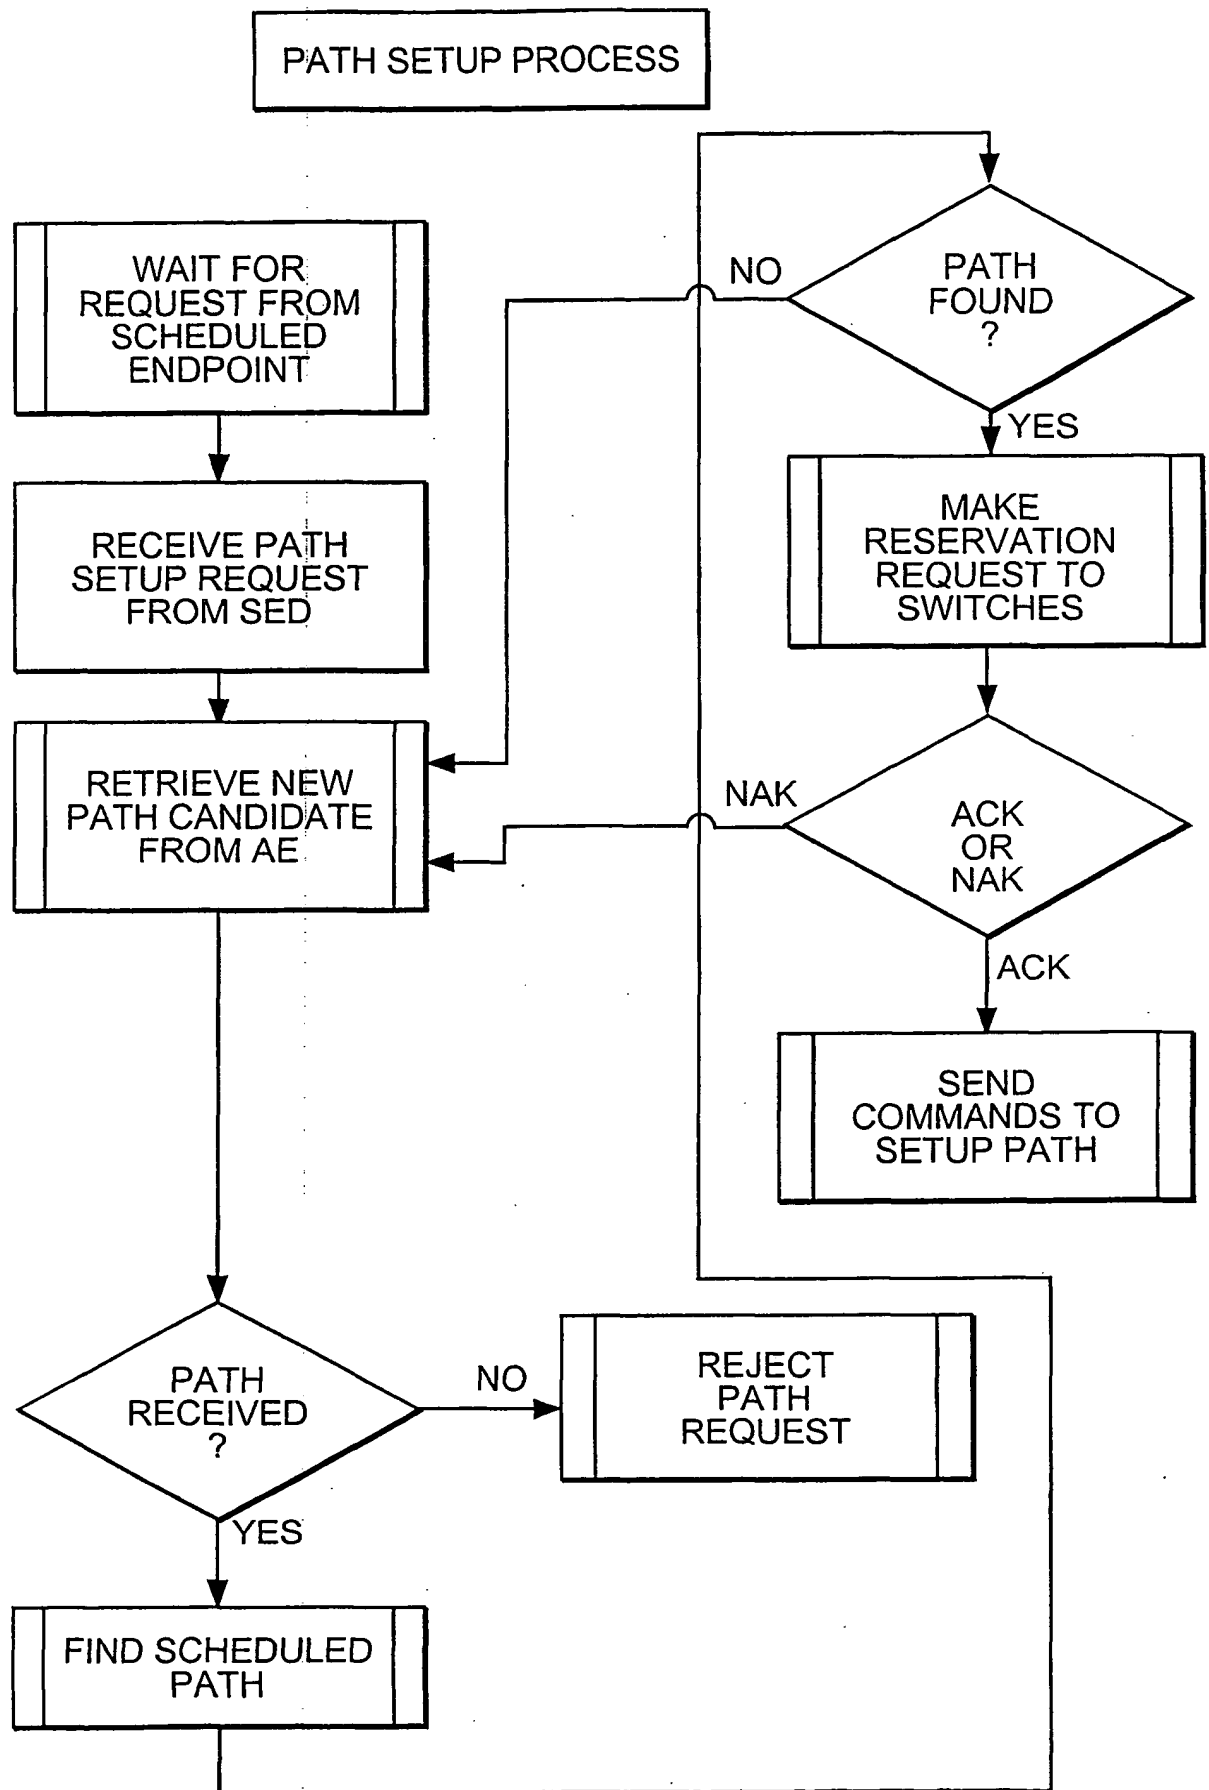 PATH SETUP PROCESS
WAIT FOR
REQUEST FROM
SCHEDULED
ENDPOINT
RECEIVE PATH
SETUP REQUEST
FROM SED
RETRIEVE NEW
PATH CANDIDATE
FROM AE
PATH
RECEIVED
?
NO
REJECT
PATH
REQUEST
YES
FIND SCHEDULED
PATH
PATH
FOUND
?
NO
YES
MAKE
RESERVATION
REQUEST TO
SWITCHES
ACK
OR
NAK
NAK
ACK
SEND
COMMANDS TO
SETUP PATH